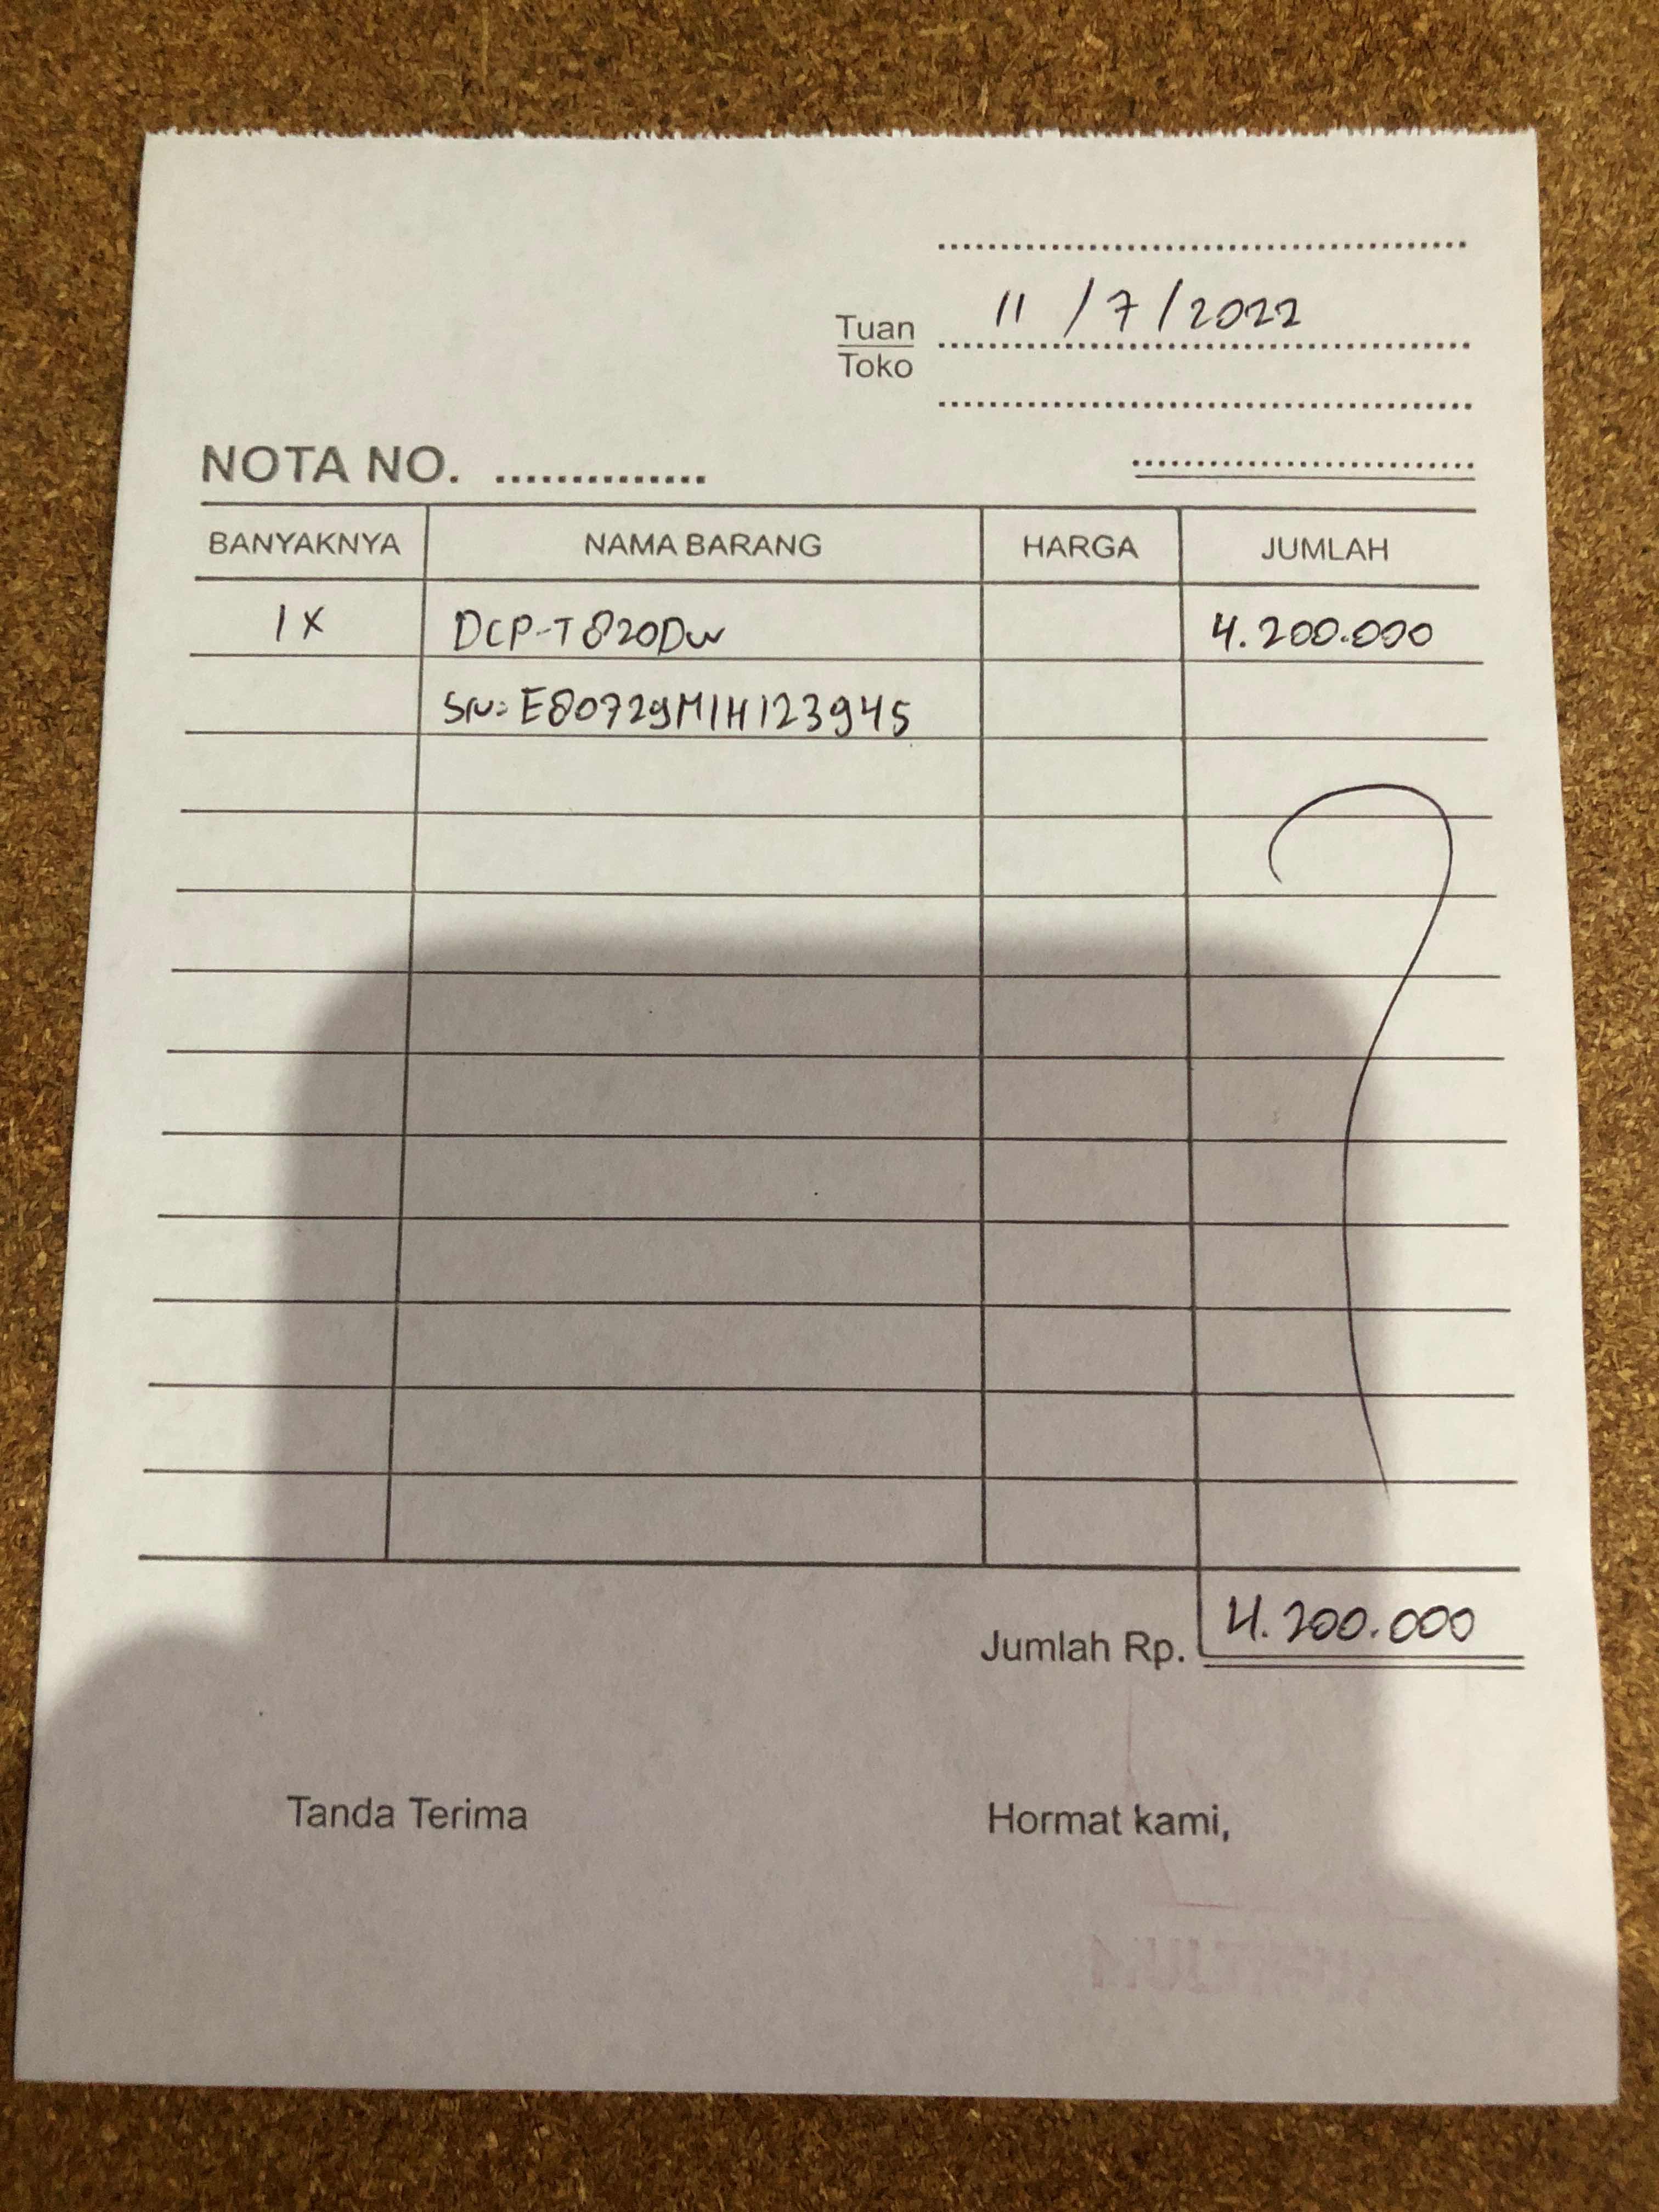 11/7/2022
Tuan
Toko
NOTA NO. ..............
BANYAKNYA NAMA BARANG HARGA JUMLAH
1X DCP-T820DW 4.200.000
SN: E80729M1H123945
Jumlah Rp. 4.200.000
Tanda Terima Hormat kami,